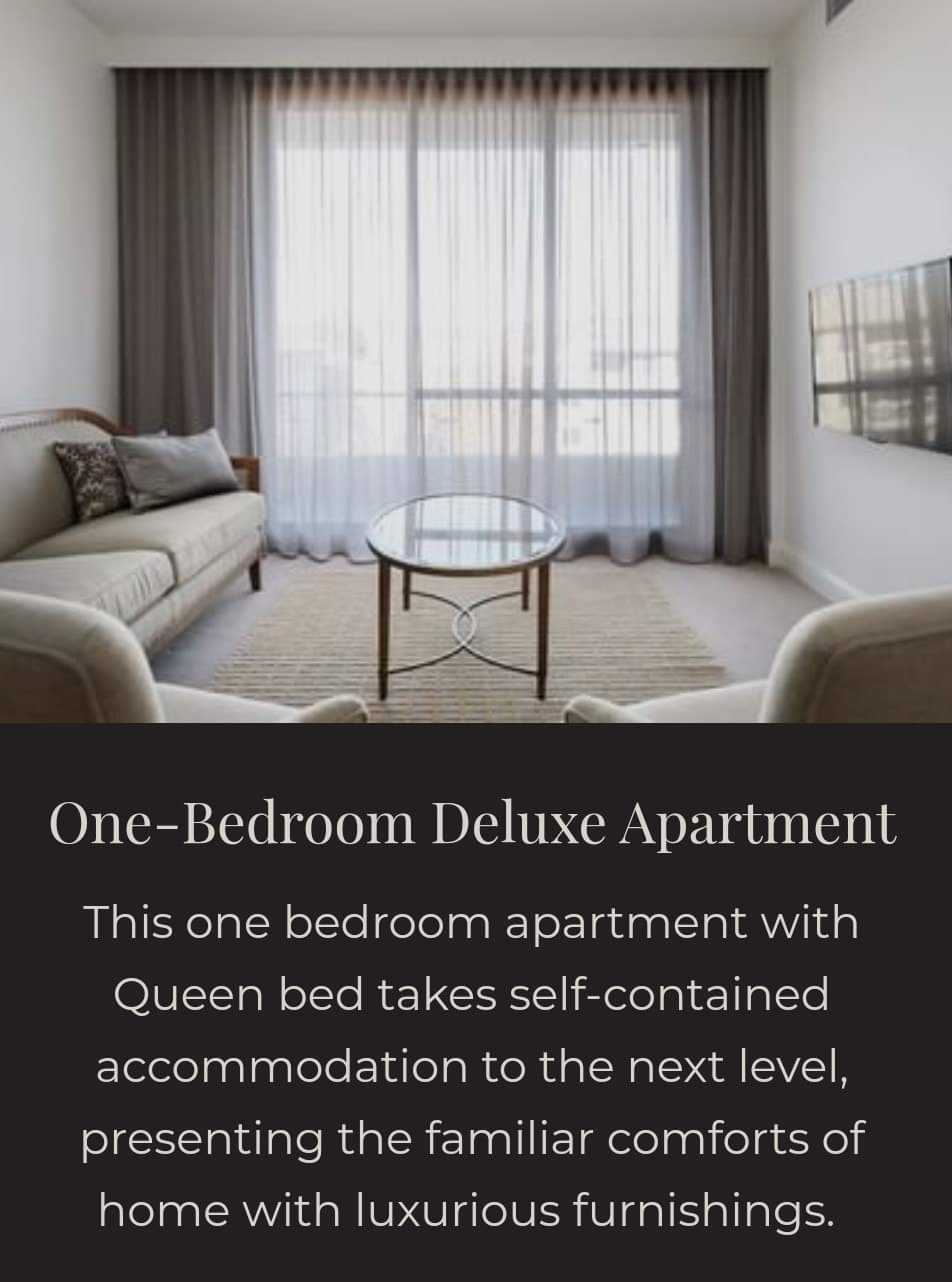 One-Bedroom Deluxe Apartment
This one bedroom apartment with
Queen bed takes self-contained
accommodation to the next level,
presenting the familiar comforts of
home with luxurious furnishings.